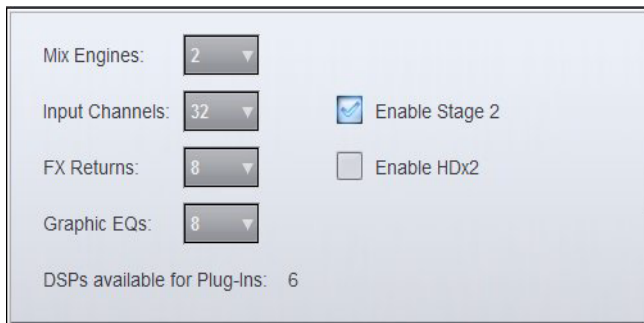 Mix Engines: 2
Input Channels: 32 Enable Stage 2
FX Returns: 8 Enable HDx2
Graphic EQs: 8
DSPs available for Plug-Ins: 6